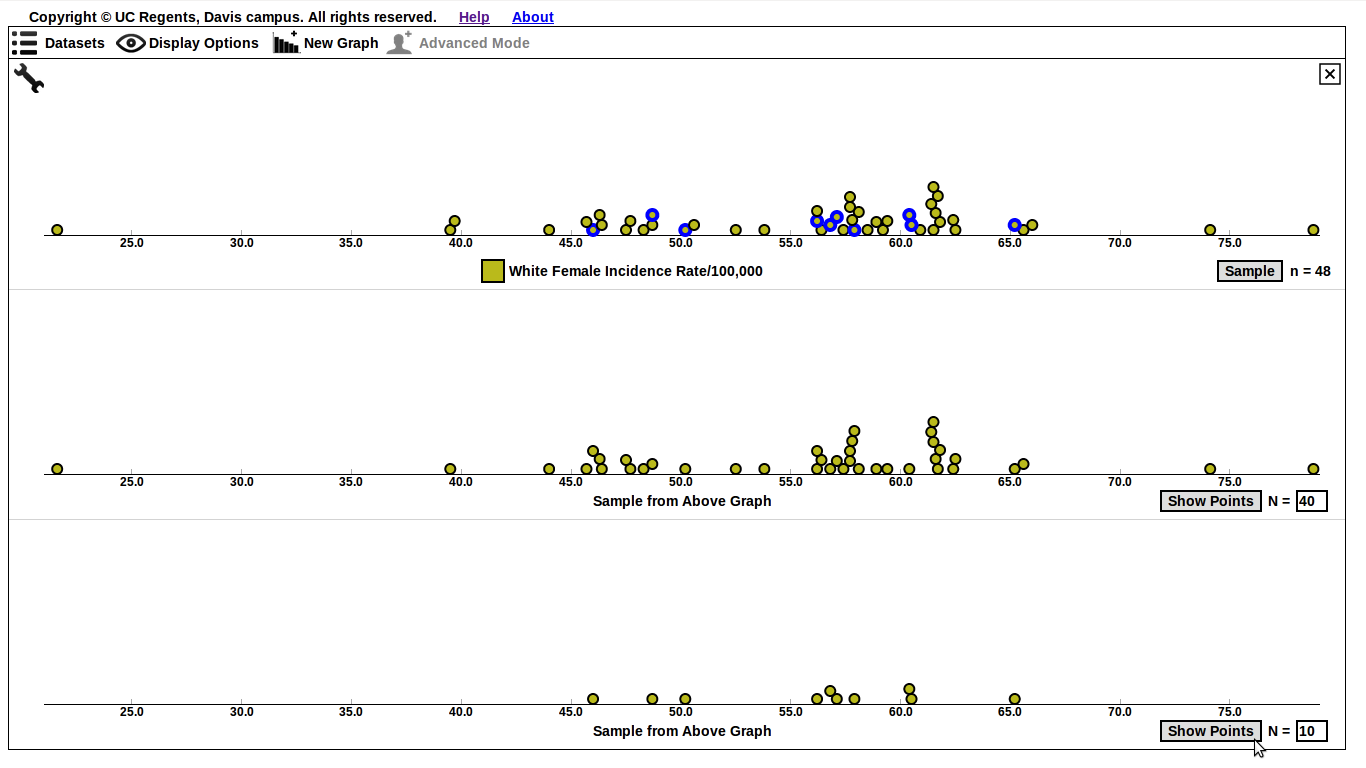 Copyright © UC Regents, Davis campus. All rights reserved. Help About
Datasets Display Options New Graph Advanced Mode
25.0 30.0 35.0 40.0 45.0 50.0 55.0 60.0 65.0 70.0 75.0
White Female Incidence Rate/100,000 Sample n = 48
25.0 30.0 35.0 40.0 45.0 50.0 55.0 60.0 65.0 70.0 75.0
Sample from Above Graph Show Points N = 40
25.0 30.0 35.0 40.0 45.0 50.0 55.0 60.0 65.0 70.0 75.0
Sample from Above Graph Show Points N = 10